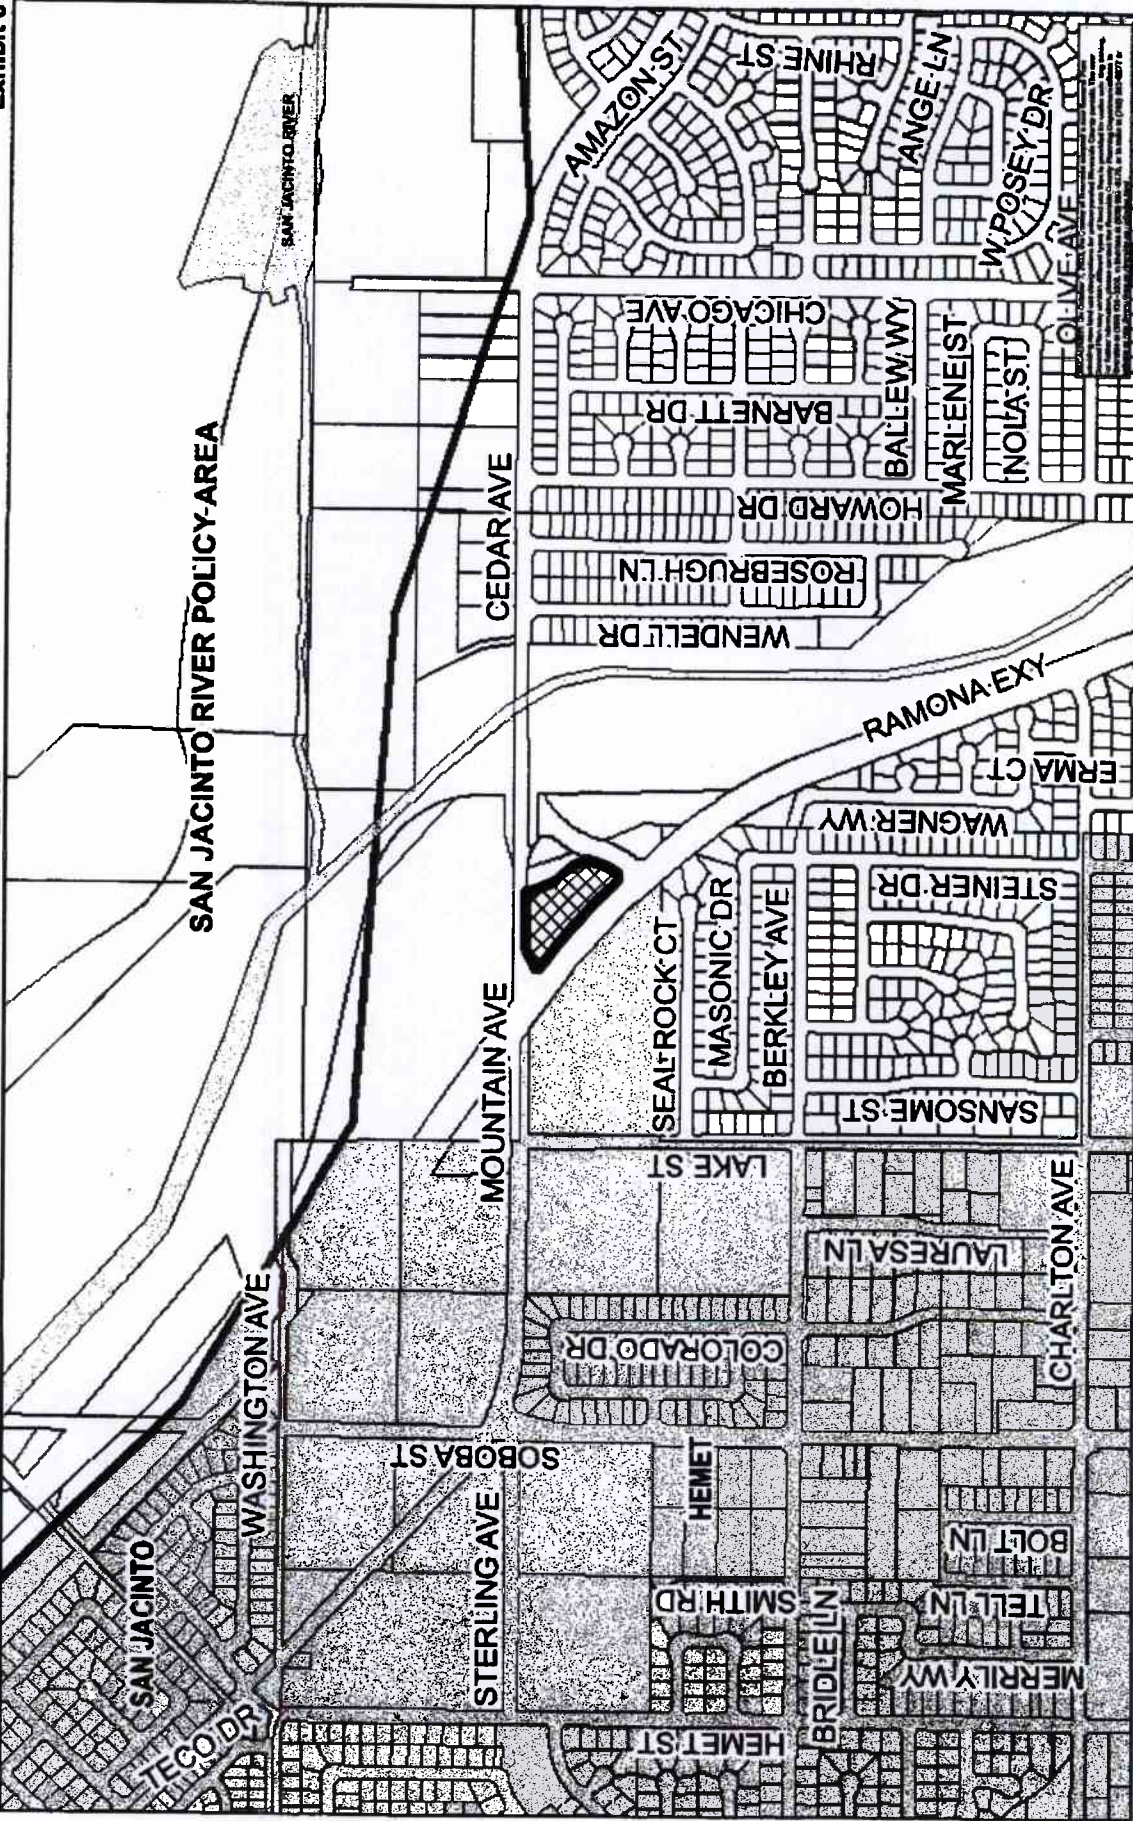 SAN JACINTO RIVER
SAN JACINTO RIVER POLICY AREA
AMAZON ST
RHINE ST
ANGE LN
W POSEY DR
OLIVE AVE
CHICAGO AVE
BALLEW WY
MARLENE ST
NOLA ST
BARNETT DR
HOWARD DR
ROSEBRUGH LN
WENDELL DR
CEDAR AVE
RAMONA EXY
ERMA CT
WAGNER WY
STEINER DR
SEAL ROCK CT
MASONIC DR
BERKLEY AVE
SANSOME ST
MOUNTAIN AVE
LAKE ST
LAURESA LN
CHARLTON AVE
COLORADO DR
WASHINGTON AVE
SOBOBA ST
STERLING AVE
HEMET
BOLT LN
SMITH RD
TELL LN
BRIDLE LN
MERRILY WY
HEMET ST
SAN JACINTO
TECO DR